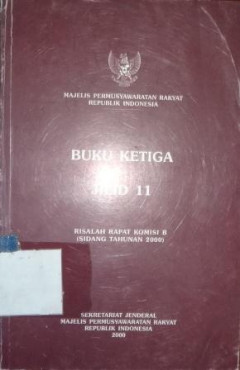 MAJELIS PERMUSYAWARATAN RAKYAT
REPUBLIK INDONESIA
BUKU KETIGA
JILID 11
RISALAH RAPAT KOMISI B
(SIDANG TAHUNAN 2000)
SEKRETARIAT JENDERAL
MAJELIS PERMUSYAWARATAN RAKYAT
REPUBLIK INDONESIA
2000